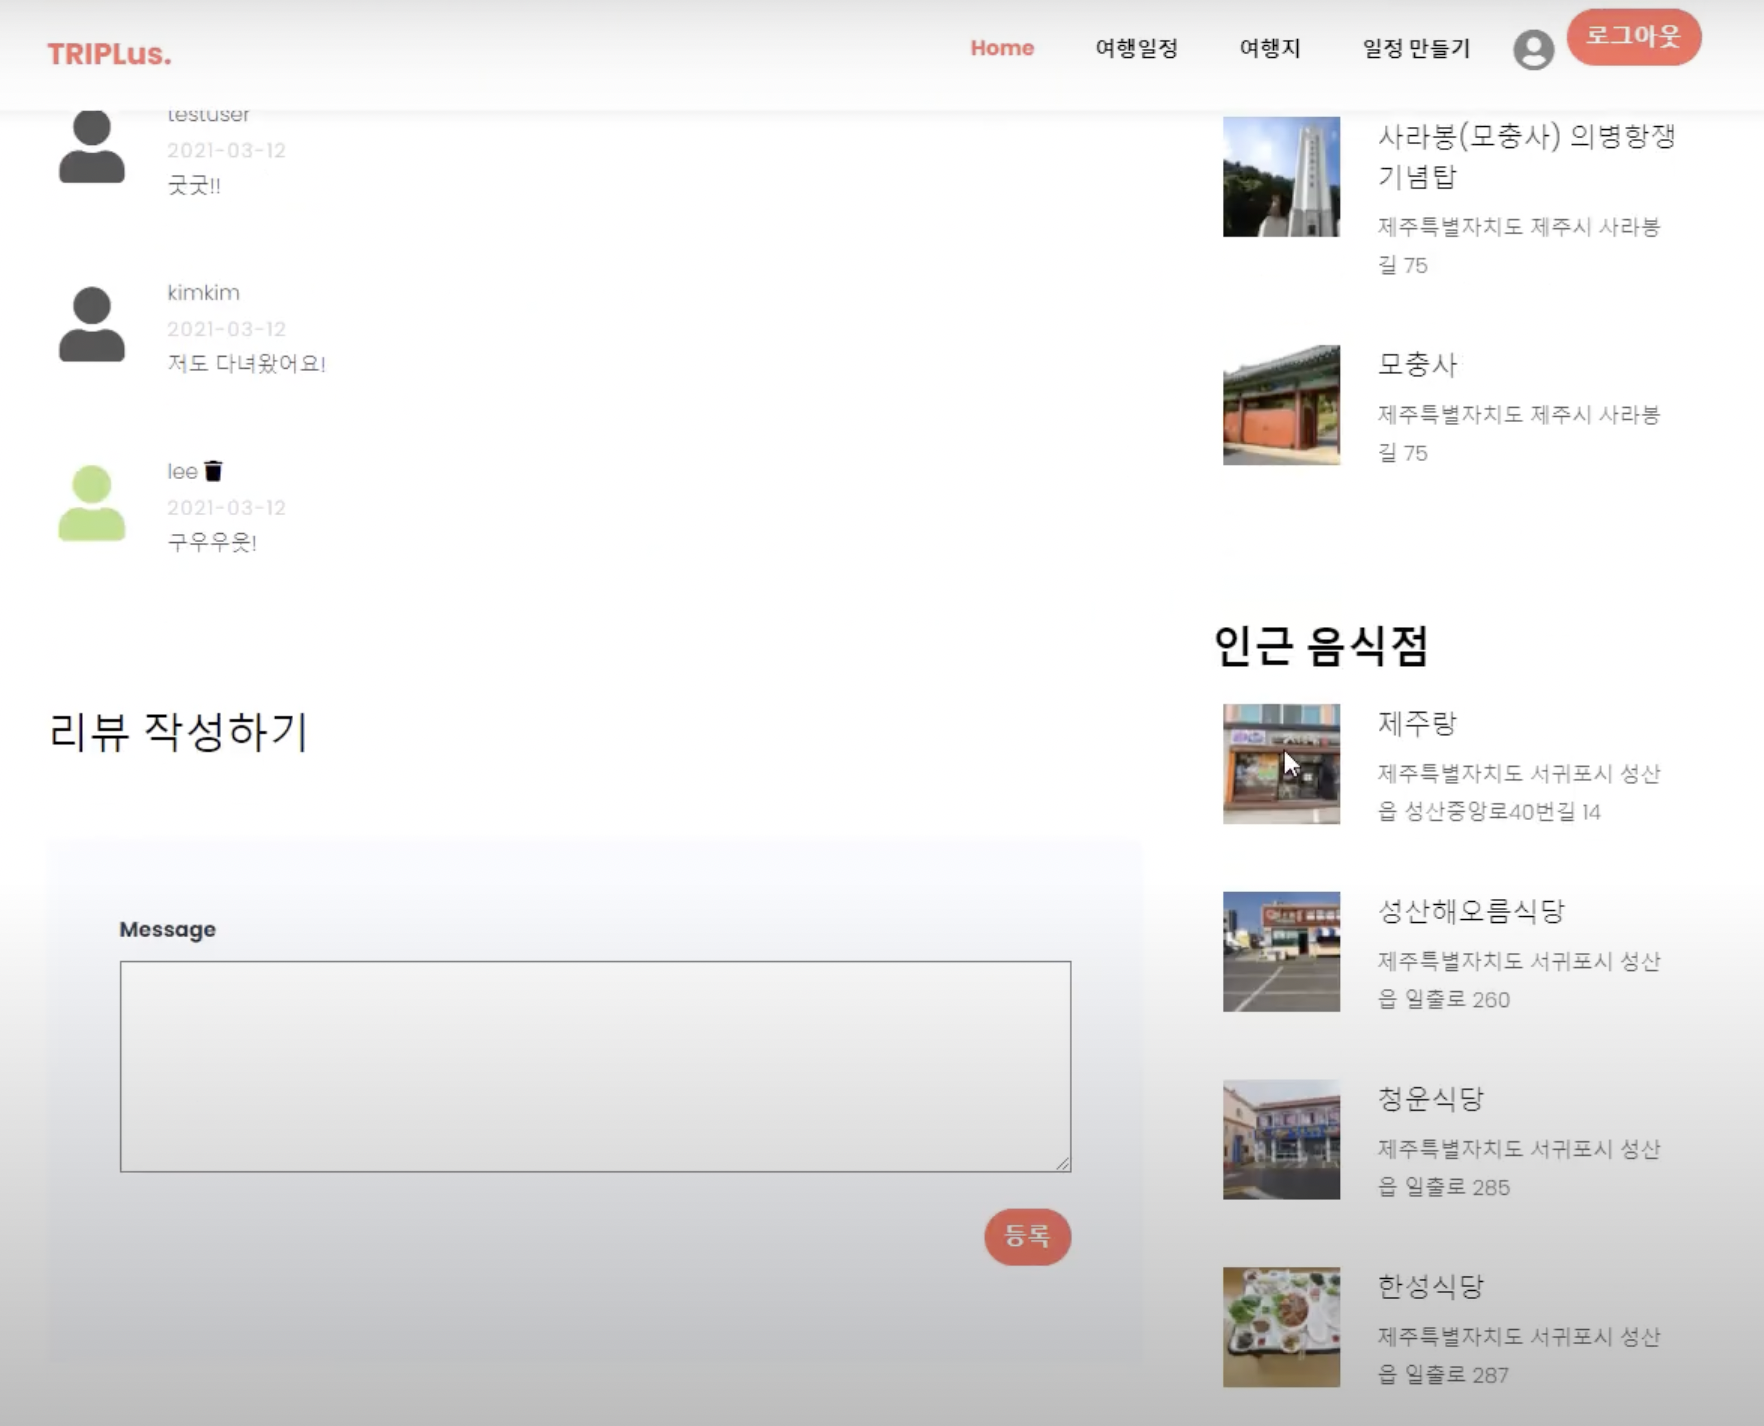 TRIPLus.
Home
여행일정
여행지
일정 만들기
로그아웃
testuser
2021-03-12
굿굿!!
kimkim
2021-03-12
저도 다녀왔어요!
lee
2021-03-12
구우우웃!
리뷰 작성하기
Message
등록
사라봉(모충사) 의병항쟁
기념탑
제주특별자치도 제주시 사라봉
길 75
모충사
제주특별자치도 제주시 사라봉
길 75
인근 음식점
제주랑
제주특별자치도 서귀포시 성산
읍 성산중앙로40번길 14
성산해오름식당
제주특별자치도 서귀포시 성산
읍 일출로 260
청운식당
제주특별자치도 서귀포시 성산
읍 일출로 285
한성식당
제주특별자치도 서귀포시 성산
읍 일출로 287